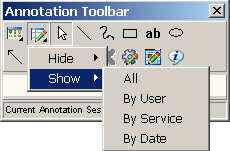 Annotation Toolbar
ab
Hide
Show
All
By User
By Service
By Date
Current Annotation Ses